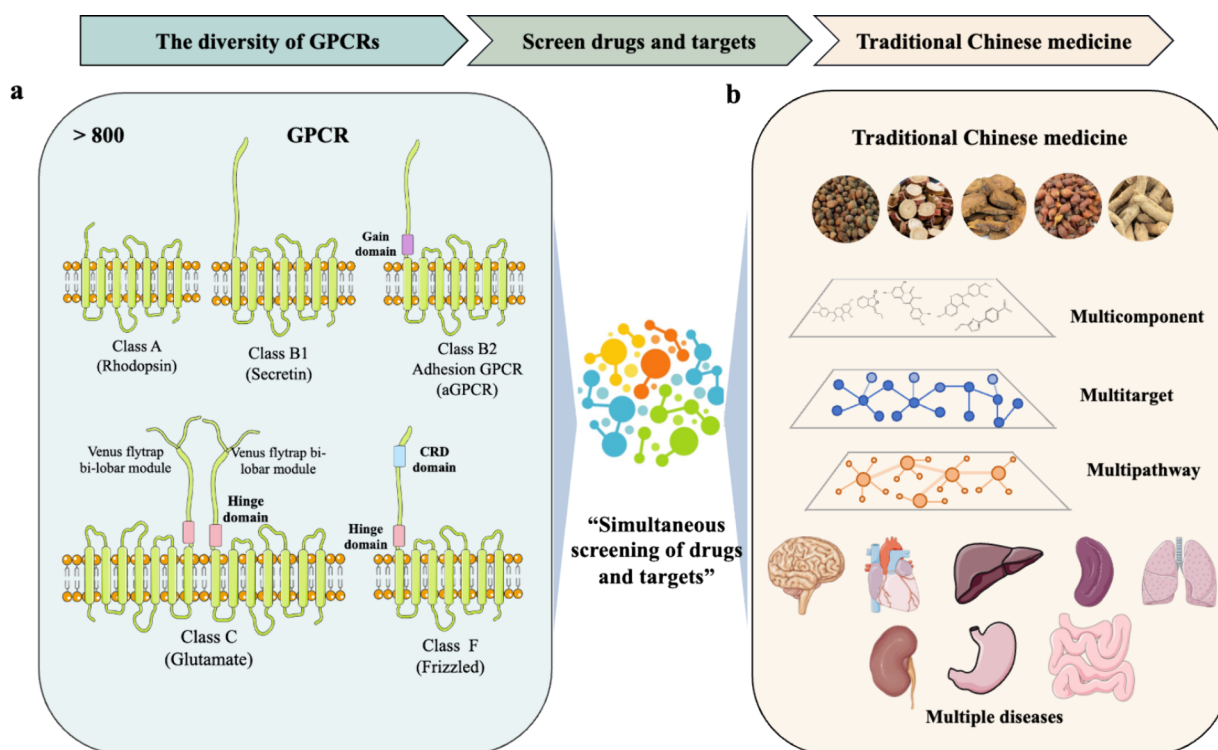 The diversity of GPCRs
Screen drugs and targets
Traditional Chinese medicine
a
> 800
GPCR
Gain
domain
Class A
(Rhodopsin)
Class B1
(Secretin)
Class B2
Adhesion GPCR
(aGPCR)
Venus flytrap
bi-lobar module
Venus flytrap bi-
lobar module
Hinge
domain
CRD
domain
Hinge
domain
Class C
(Glutamate)
Class F
(Frizzled)
“Simultaneous
screening of drugs
and targets”
b
Traditional Chinese medicine
Multicomponent
Multitarget
Multipathway
Multiple diseases